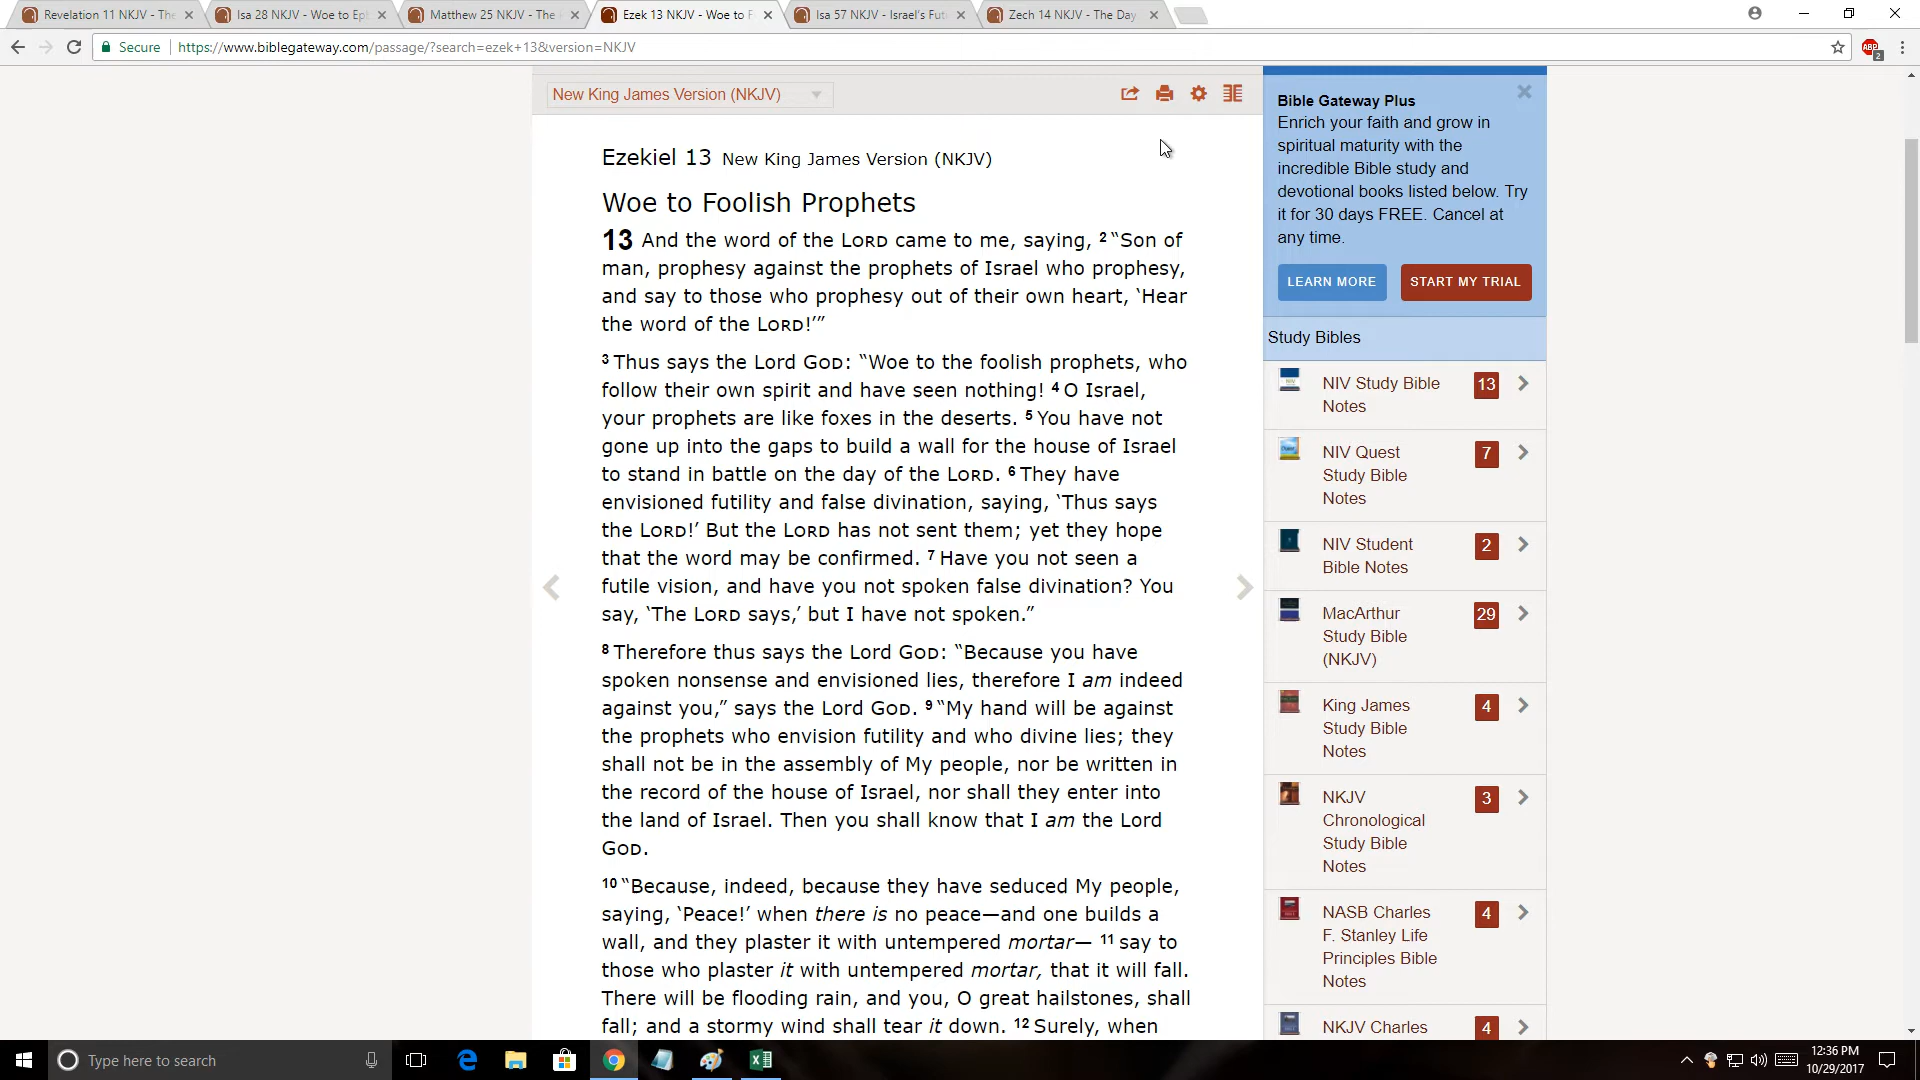 Revelation 11 NKJV - The
Isa 28 NKJV - Woe to Ep
Matthew 25 NKJV - The
Ezek 13 NKJV - Woe to F
Isa 57 NKJV - Israel's Fut
Zech 14 NKJV - The Day
Secure
https://www.biblegateway.com/passage/?search=ezek+13&version=NKJV
ABP
2
New King James Version (NKJV)
Ezekiel 13 New King James Version (NKJV)
Woe to Foolish Prophets
13 And the word of the LORD came to me, saying, 2 “Son of
man, prophesy against the prophets of Israel who prophesy,
and say to those who prophesy out of their own heart, ‘Hear
the word of the LORD!’”
3 Thus says the Lord GOD: “Woe to the foolish prophets, who
follow their own spirit and have seen nothing! 4 O Israel,
your prophets are like foxes in the deserts. 5 You have not
gone up into the gaps to build a wall for the house of Israel
to stand in battle on the day of the LORD. 6 They have
envisioned futility and false divination, saying, ‘Thus says
the LORD!’ But the LORD has not sent them; yet they hope
that the word may be confirmed. 7 Have you not seen a
futile vision, and have you not spoken false divination? You
say, ‘The LORD says,’ but I have not spoken.”
8 Therefore thus says the Lord GOD: “Because you have
spoken nonsense and envisioned lies, therefore I am indeed
against you,” says the Lord GOD. 9 “My hand will be against
the prophets who envision futility and who divine lies; they
shall not be in the assembly of My people, nor be written in
the record of the house of Israel, nor shall they enter into
the land of Israel. Then you shall know that I am the Lord
GOD.
10 “Because, indeed, because they have seduced My people,
saying, ‘Peace!’ when there is no peace—and one builds a
wall, and they plaster it with untempered mortar— 11 say to
those who plaster it with untempered mortar, that it will fall.
There will be flooding rain, and you, O great hailstones, shall
fall; and a stormy wind shall tear it down. 12 Surely, when
Bible Gateway Plus
Enrich your faith and grow in
spiritual maturity with the
incredible Bible study and
devotional books listed below. Try
it for 30 days FREE. Cancel at
any time.
LEARN MORE
START MY TRIAL
Study Bibles
NIV Study Bible
Notes
13
NIV Quest
Study Bible
Notes
7
NIV Student
Bible Notes
2
MacArthur
Study Bible
(NKJV)
29
King James
Study Bible
Notes
4
NKJV
Chronological
Study Bible
Notes
3
NASB Charles
F. Stanley Life
Principles Bible
Notes
4
NKJV Charles
4
Type here to search
12:36 PM
10/29/2017